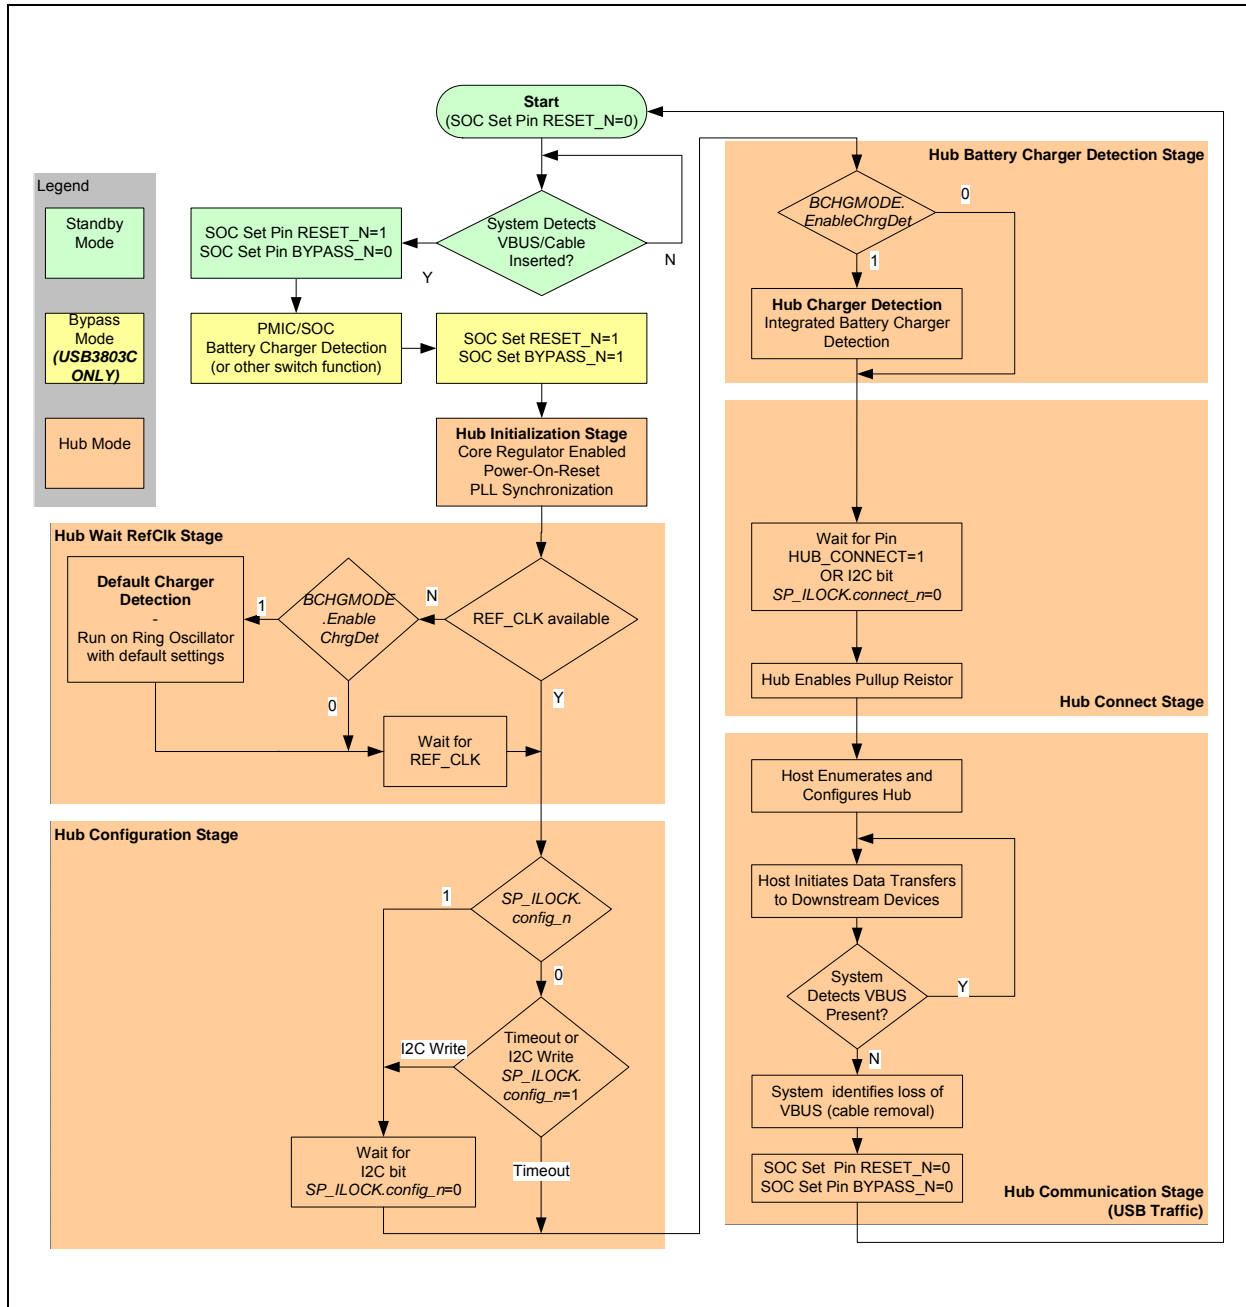 Start
(SOC Set Pin RESET_N=0)
Legend
Standby
Mode
Bypass
Mode
(USB3803C
ONLY)
Hub Mode
SOC Set Pin RESET_N=1
SOC Set Pin BYPASS_N=0
System Detects
VBUS/Cable
Inserted?
Y
N
PMIC/SOC
Battery Charger Detection
(or other switch function)
SOC Set RESET_N=1
SOC Set BYPASS_N=1
Hub Initialization Stage
Core Regulator Enabled
Power-On-Reset
PLL Synchronization
Hub Wait RefClk Stage
Default Charger
Detection
-
Run on Ring Oscillator
with default settings
1
BCHGMODE
.Enable
ChrgDet
N
REF_CLK available
0
Y
Wait for
REF_CLK
Hub Configuration Stage
1
SP_ILOCK.
config_n
0
I2C Write
Timeout or
I2C Write
SP_ILOCK.
config_n=1
Wait for
I2C bit
SP_ILOCK.config_n=0
Timeout
Hub Battery Charger Detection Stage
BCHGMODE.
EnableChrgDet
0
1
Hub Charger Detection
Integrated Battery Charger
Detection
Wait for Pin
HUB_CONNECT=1
OR I2C bit
SP_ILOCK.connect_n=0
Hub Enables Pullup Reistor
Hub Connect Stage
Host Enumerates and
Configures Hub
Host Initiates Data Transfers
to Downstream Devices
System
Detects VBUS
Present?
Y
N
System identifies loss of
VBUS (cable removal)
SOC Set Pin RESET_N=0
SOC Set Pin BYPASS_N=0
Hub Communication Stage
(USB Traffic)